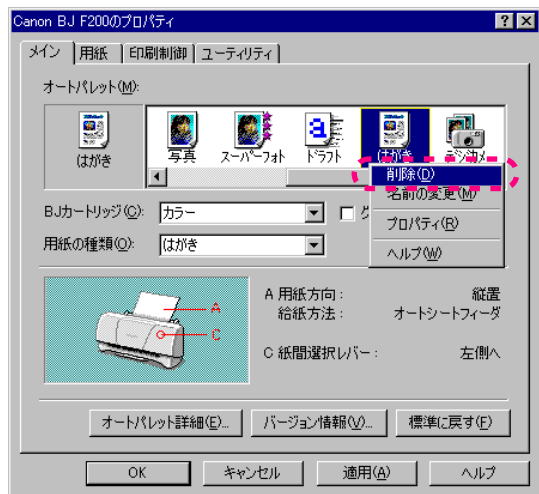 Canon BJ F200のプロパティ
メイン 用紙 印刷制御 ユーティリティ
オートパレット(M):
はがき 写真 スーパーフォト ドラフト はがき デジカメ
削除(D)
名前の変更(M)
プロパティ(R)
ヘルプ(W)
BJカートリッジ(C): カラー
用紙の種類(O): はがき
A
C
A 用紙方向: 縦置
給紙方法: オートシートフィーダ
C 紙間選択レバー: 左側へ
オートパレット詳細(E)... バージョン情報(V)... 標準に戻す(F)
OK キャンセル 適用(A) ヘルプ